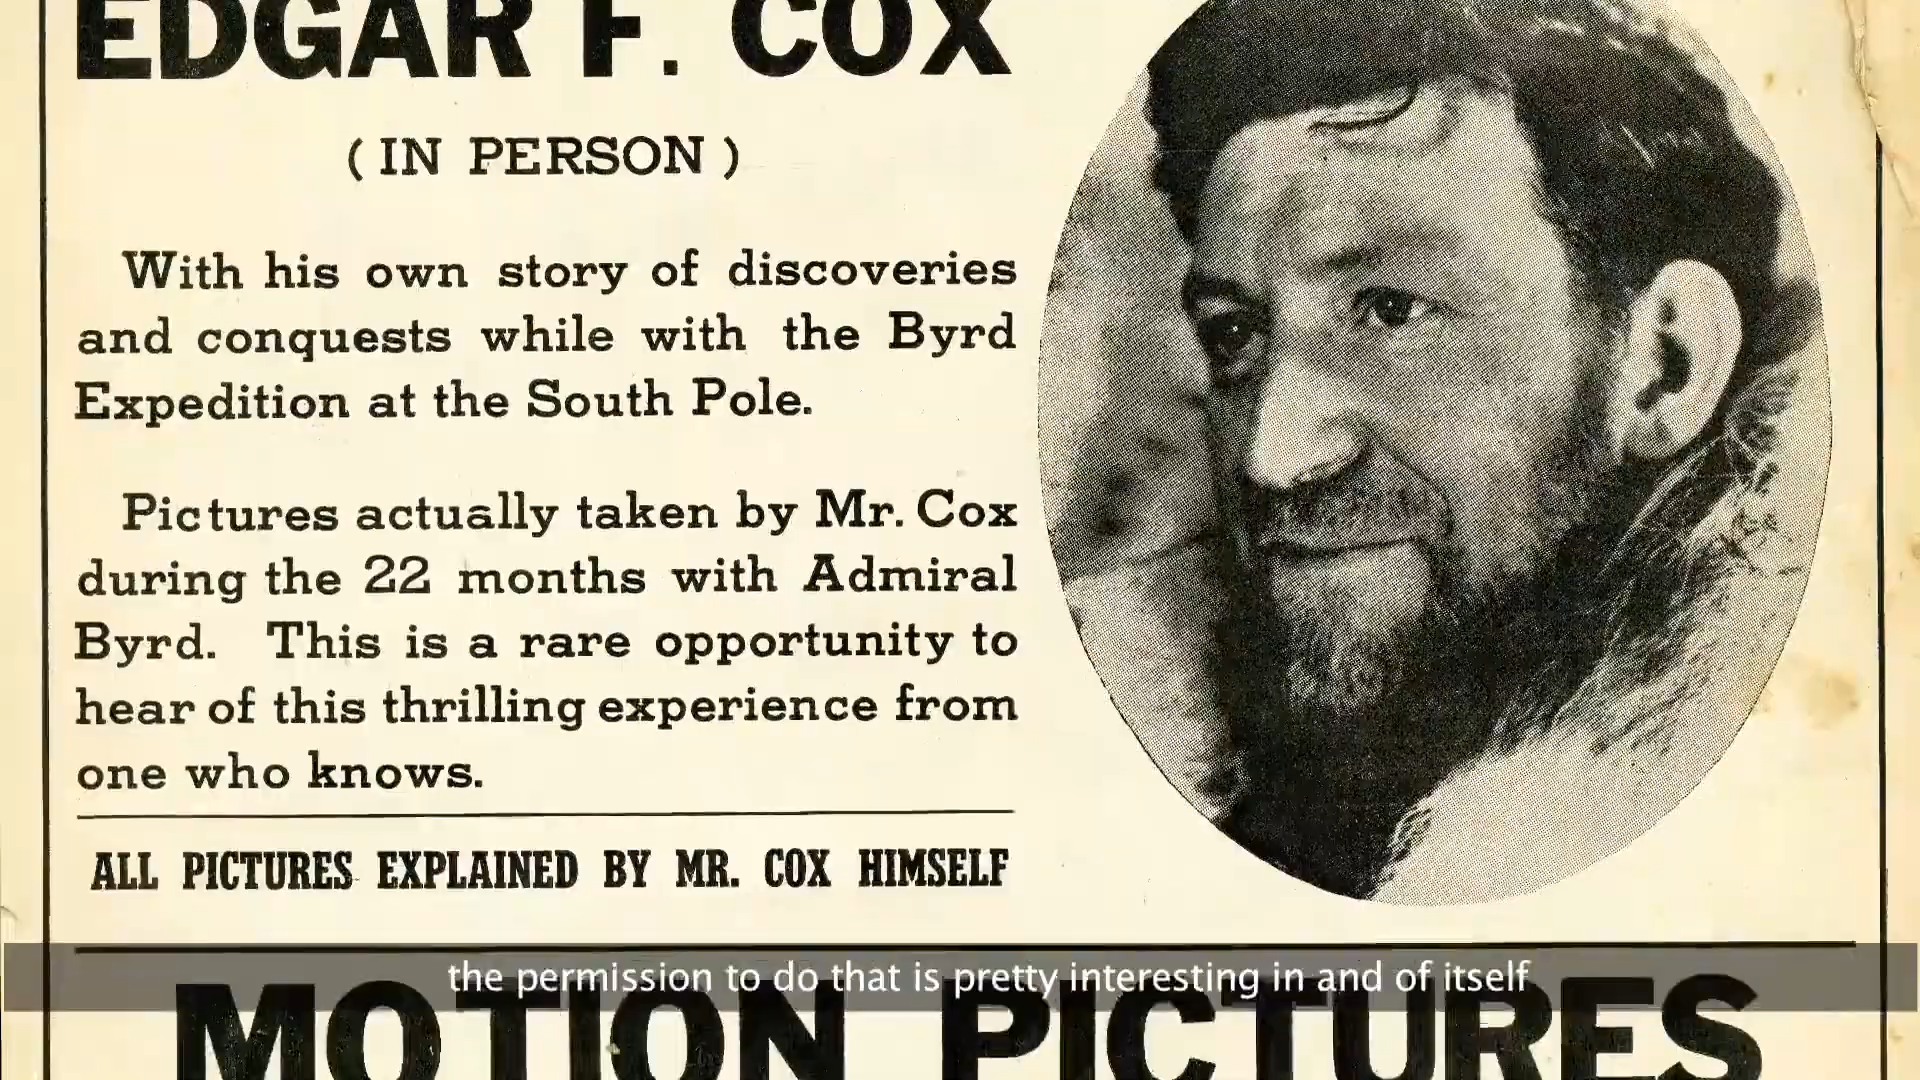 EDGAR F. COX
(IN PERSON)
With his own story of discoveries
and conquests while with the Byrd
Expedition at the South Pole.
Pictures actually taken by Mr. Cox
during the 22 months with Admiral
Byrd. This is a rare opportunity to
hear of this thrilling experience from
one who knows.
ALL PICTURES EXPLAINED BY MR. COX HIMSELF
the permission to do that is pretty interesting in and of itself
MOTION PICTURES